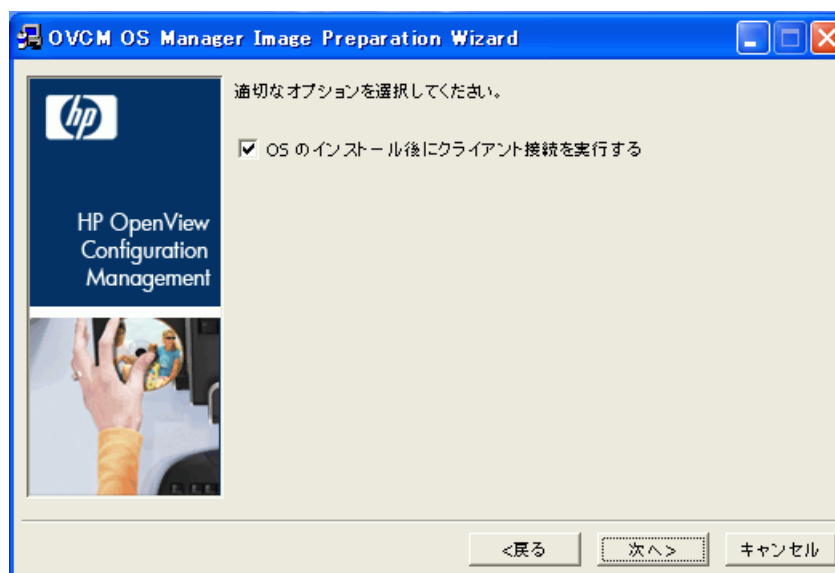 OVCM OS Manager Image Preparation Wizard
hp
HP OpenView
Configuration
Management
適切なオプションを選択してください。
OS のインストール後にクライアント接続を実行する
<戻る
次へ>
キャンセル